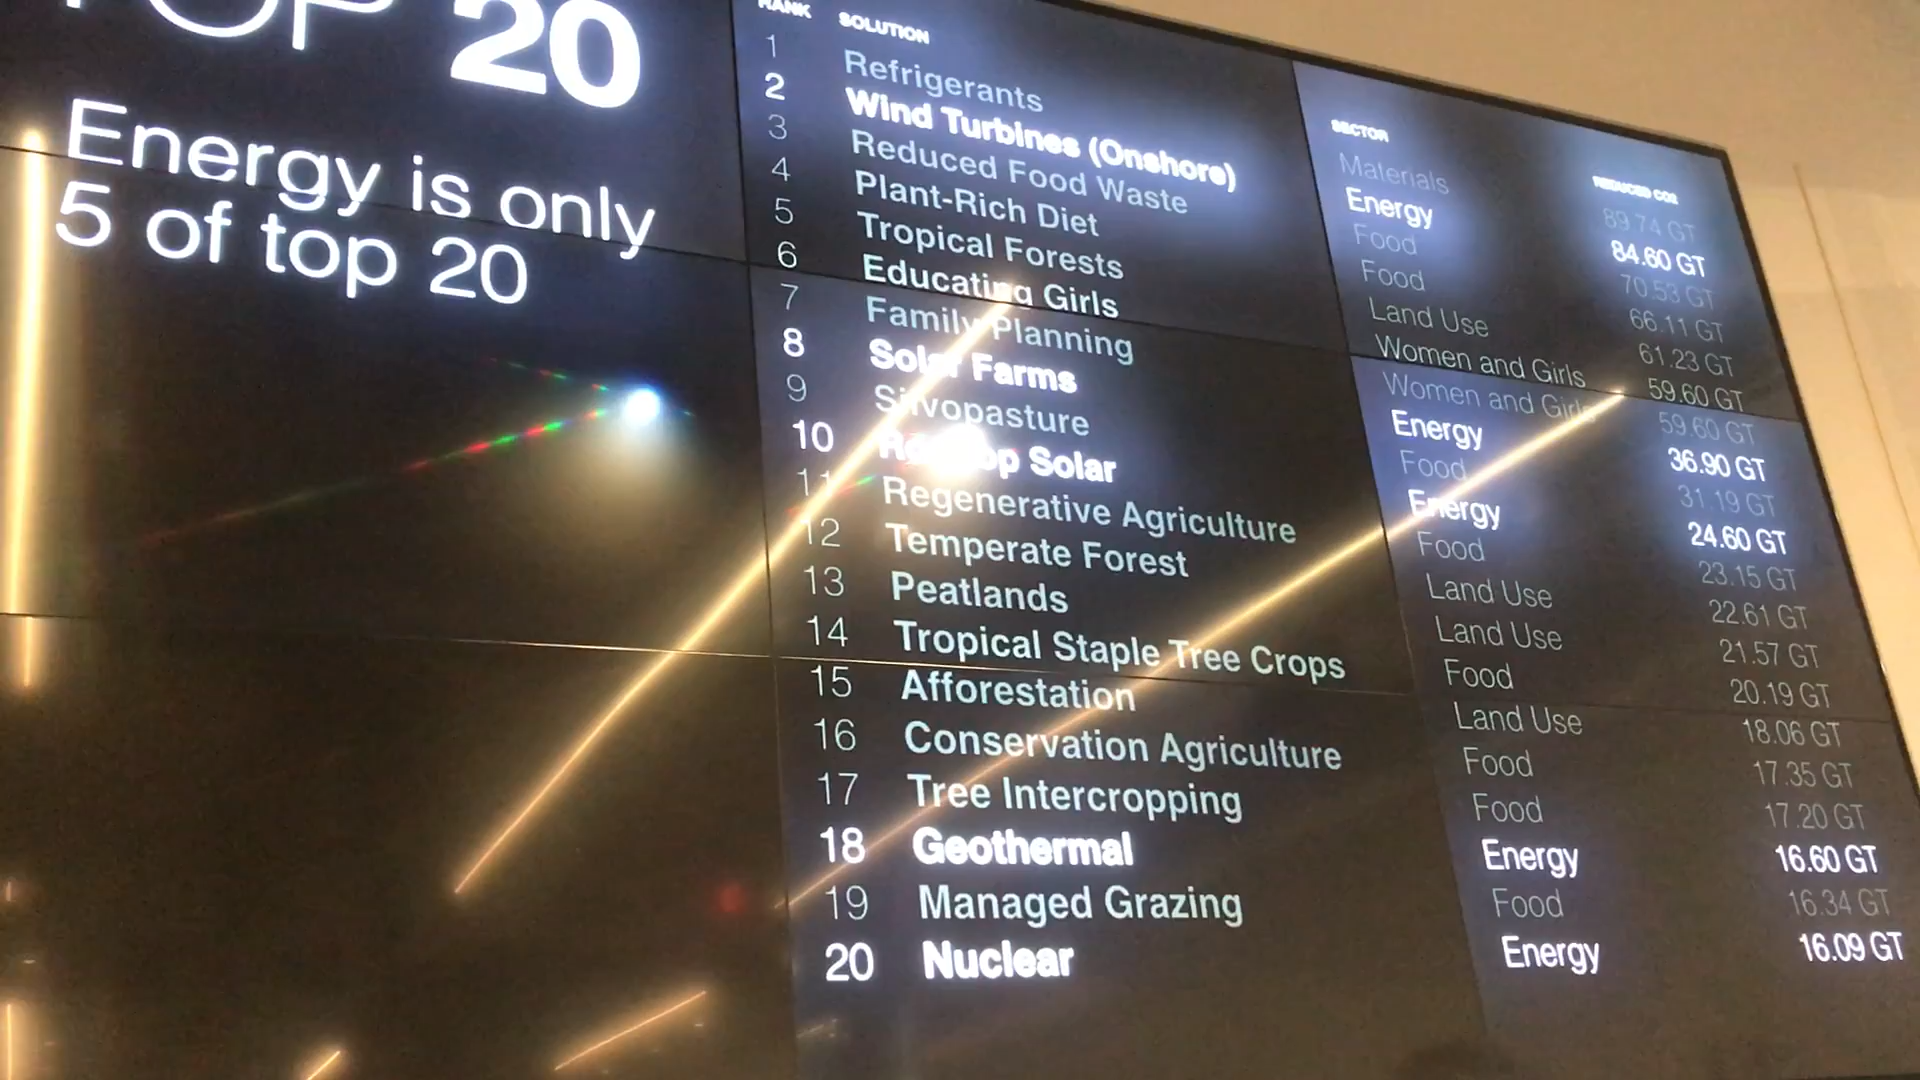 TOP 20
Energy is only
5 of top 20
RANK SOLUTION SECTOR REDUCED CO2
1 Refrigerants Materials 89.74 GT
2 Wind Turbines (Onshore) Energy 84.60 GT
3 Reduced Food Waste Food 70.53 GT
4 Plant-Rich Diet Food 66.11 GT
5 Tropical Forests Land Use 61.23 GT
6 Educating Girls Women and Girls 59.60 GT
7 Family Planning Women and Girls 59.60 GT
8 Solar Farms Energy 36.90 GT
9 Silvopasture Food 31.19 GT
10 Rooftop Solar Energy 24.60 GT
11 Regenerative Agriculture Food 23.15 GT
12 Temperate Forest Land Use 22.61 GT
13 Peatlands Land Use 21.57 GT
14 Tropical Staple Tree Crops Food 20.19 GT
15 Afforestation Land Use 18.06 GT
16 Conservation Agriculture Food 17.35 GT
17 Tree Intercropping Food 17.20 GT
18 Geothermal Energy 16.60 GT
19 Managed Grazing Food 16.34 GT
20 Nuclear Energy 16.09 GT